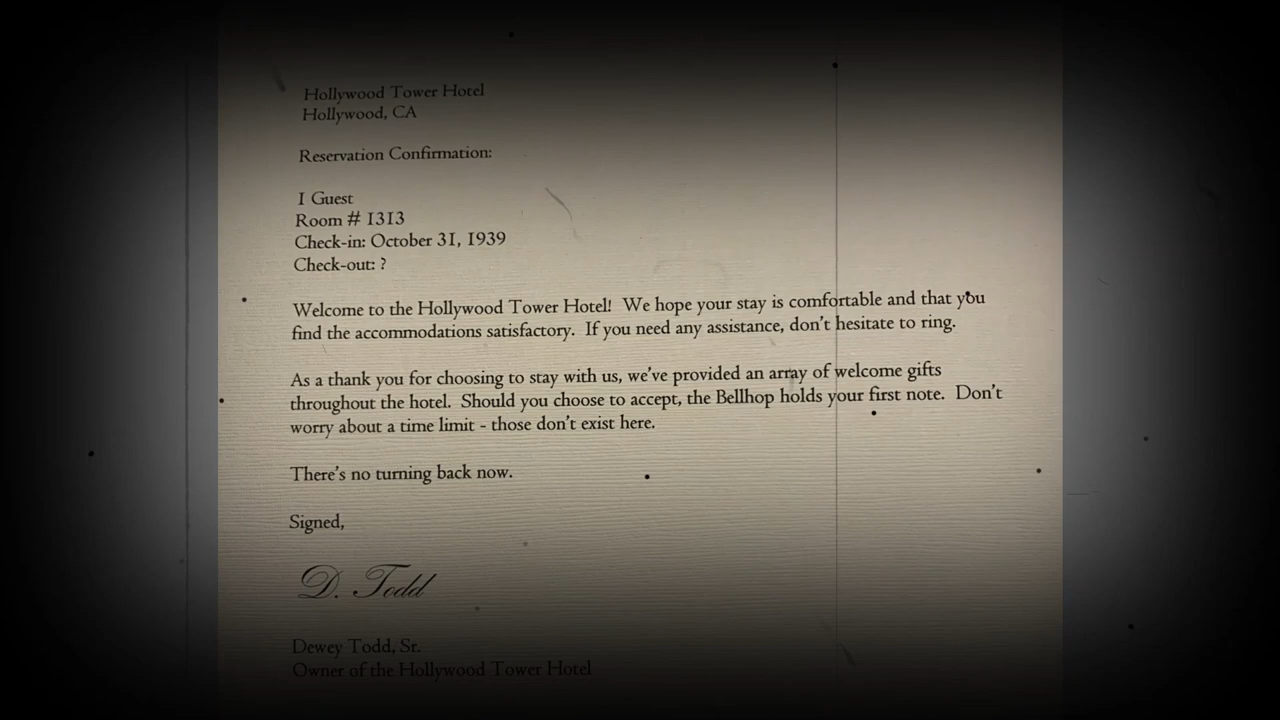 Hollywood Tower Hotel
Hollywood, CA
Reservation Confirmation:
1 Guest
Room # 1313
Check-in: October 31, 1939
Check-out: ?
Welcome to the Hollywood Tower Hotel!  We hope your stay is comfortable and that you
find the accommodations satisfactory.  If you need any assistance, don't hesitate to ring.
As a thank you for choosing to stay with us, we've provided an array of welcome gifts
throughout the hotel.  Should you choose to accept, the Bellhop holds your first note.  Don't
worry about a time limit - those don't exist here.
There's no turning back now.
Signed,
D. Todd
Dewey Todd, Sr.
Owner of the Hollywood Tower Hotel